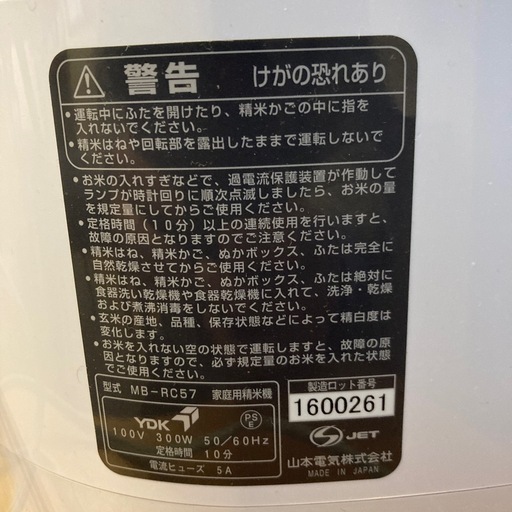 警告 けがの恐れあり
•運転中にふたを開けたり、精米かごの中に指を
入れないでください。
•精米はねや回転部を露出したままで運転しないで
ください。
•お米の入れすぎなどで、過電流保護装置が作動して
ランプが時計回りに順次点滅しましたら、お米の量
を規定量にしてからご使用ください。
•定格時間(10分)以上の連続使用を行いますと、
故障の原因となりますのでご注意ください。
•精米はね、精米かご、ぬかボックス、ふたは完全に
自然乾燥させてからご使用ください。
•精米はね、精米かご、ぬかボックス、ふたは絶対に
食器洗い乾燥機や食器乾燥機に入れて、洗浄・乾燥
および煮沸消毒をしないでください。
•玄米の産地、品種、保存状態などによって精白度は
変化します。
•お米を入れない空の状態で運転しますと、故障の原
因となりますので、必ず規定量のお米を入れた状態
でご使用ください。
型式 MB-RC57 家庭用精米機
YDK PSE
100V 300W 50/60Hz
定格時間 10分
電流ヒューズ 5A
製造ロット番号
1600261
S JET
山本電気株式会社
MADE IN JAPAN